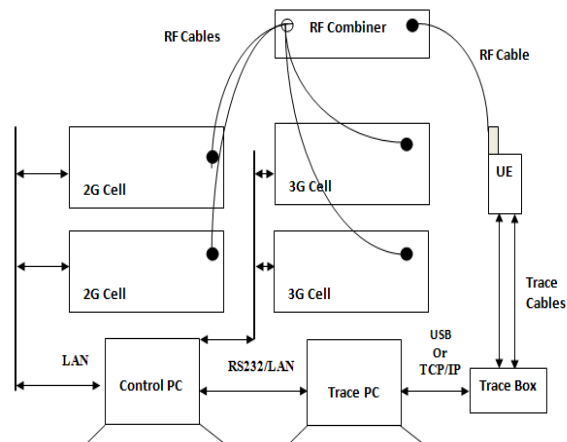 RF Combiner
RF Cables
RF Cable
2G Cell
3G Cell
UE
2G Cell
3G Cell
Trace
Cables
USB
Or
TCP/IP
LAN
Control PC
RS232/LAN
Trace PC
Trace Box